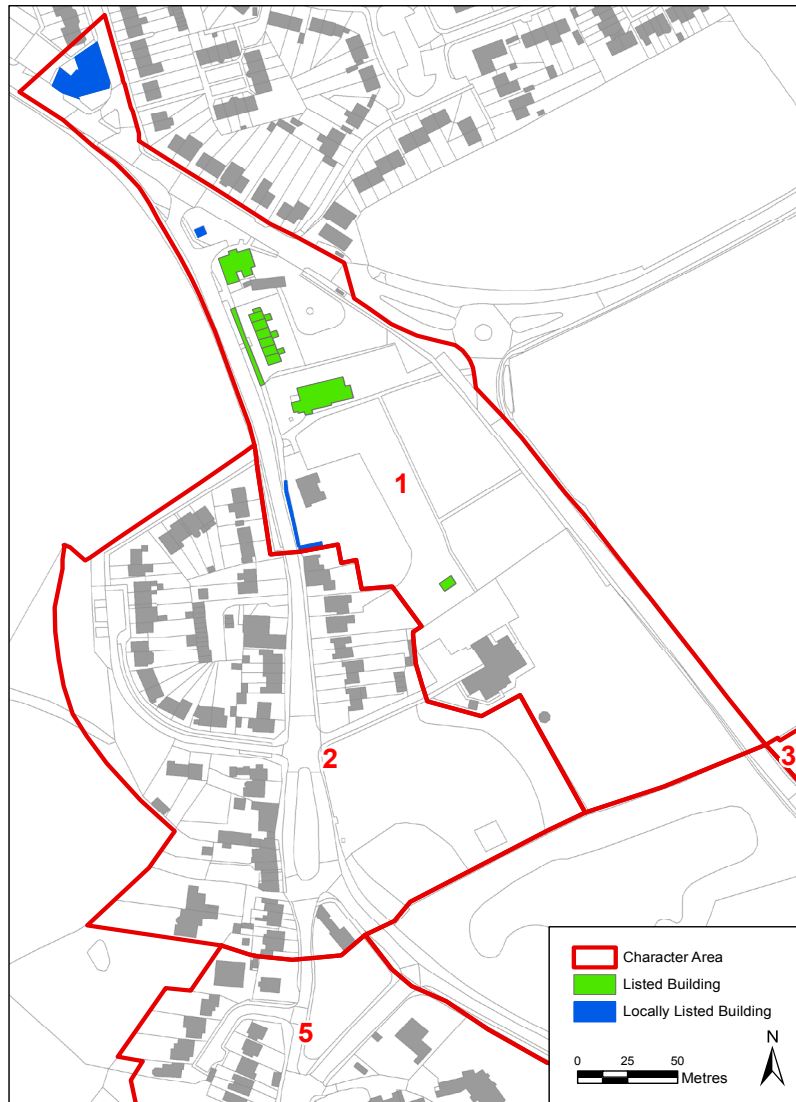 1
2
3
5
Character Area
Listed Building
Locally Listed Building
N
0 25 50
Metres